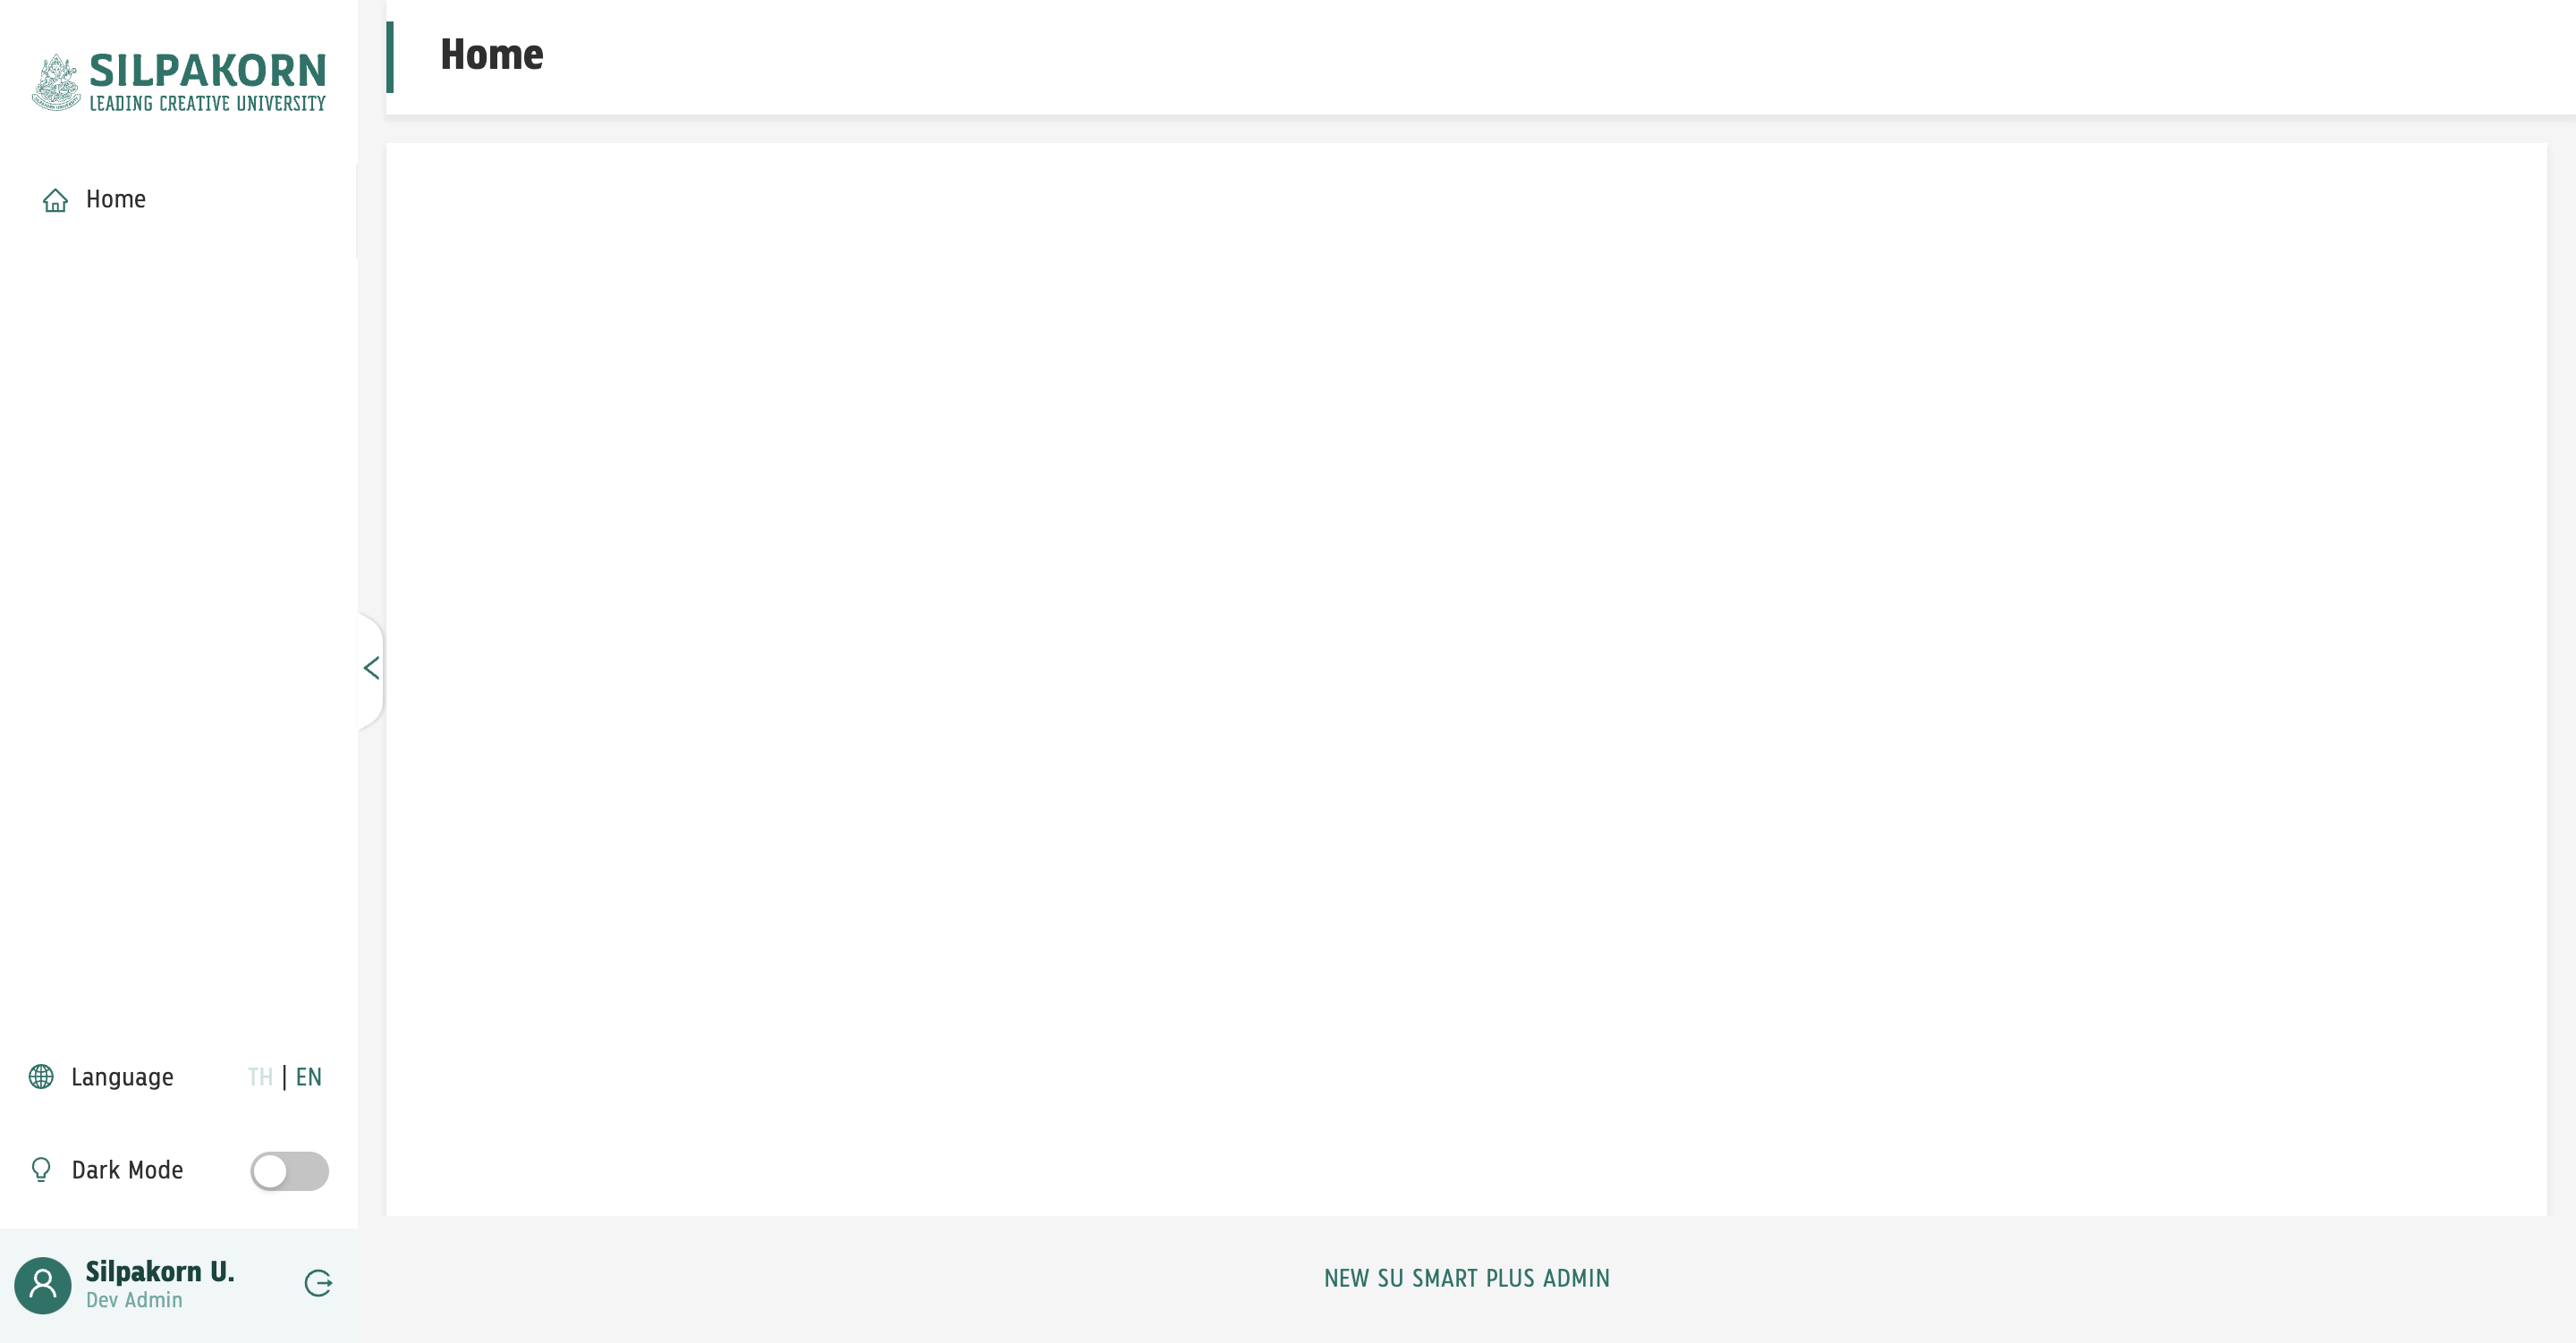 SILPAKORN
LEADING CREATIVE UNIVERSITY
Home
Home
Language TH | EN
Dark Mode
Silpakorn U.
Dev Admin
NEW SU SMART PLUS ADMIN